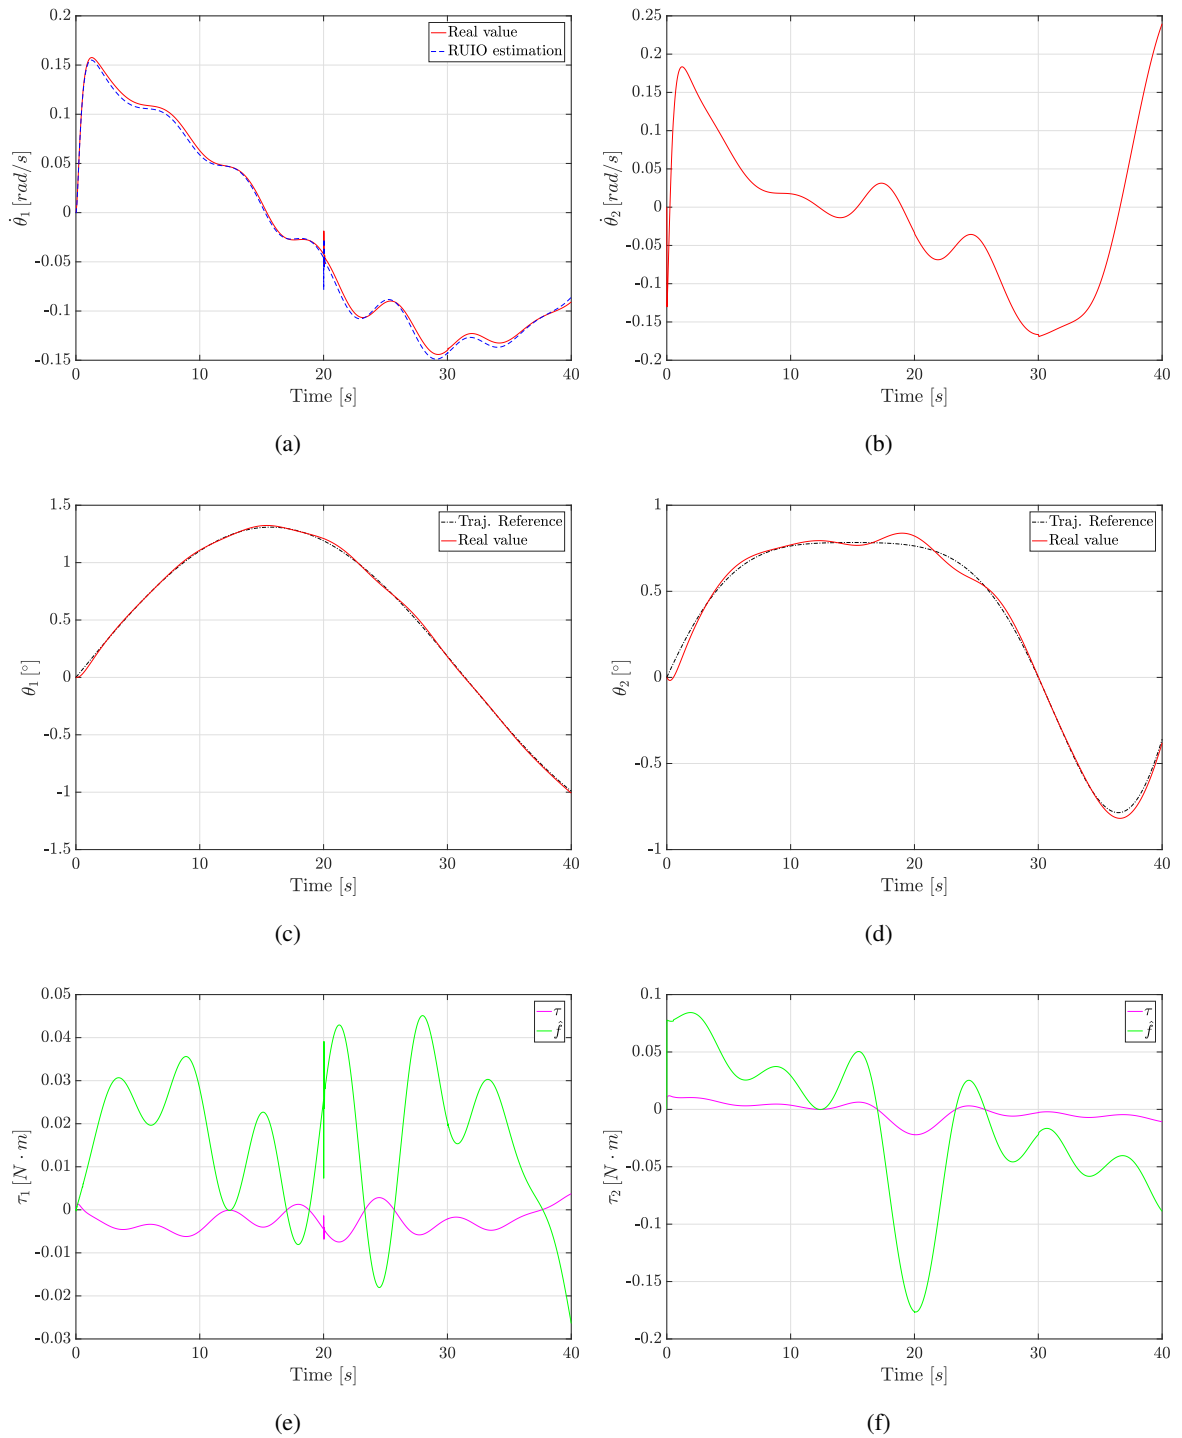 0.2
0.15
0.1
0.05
0
-0.05
-0.1
-0.15
θ̇₁ [rad/s]
Real value
RUIO estimation
0 10 20 30 40
Time [s]
(a)
0.25
0.2
0.15
0.1
0.05
0
-0.05
-0.1
-0.15
-0.2
θ̇₂ [rad/s]
0 10 20 30 40
Time [s]
(b)
1.5
1
0.5
0
-0.5
-1
-1.5
θ₁ [°]
Traj. Reference
Real value
0 10 20 30 40
Time [s]
(c)
1
0.5
0
-0.5
-1
θ₂ [°]
Traj. Reference
Real value
0 10 20 30 40
Time [s]
(d)
0.05
0.04
0.03
0.02
0.01
0
-0.01
-0.02
-0.03
τ₁ [N · m]
τ
f̂
0 10 20 30 40
Time [s]
(e)
0.1
0.05
0
-0.05
-0.1
-0.15
-0.2
τ₂ [N · m]
τ
f̂
0 10 20 30 40
Time [s]
(f)